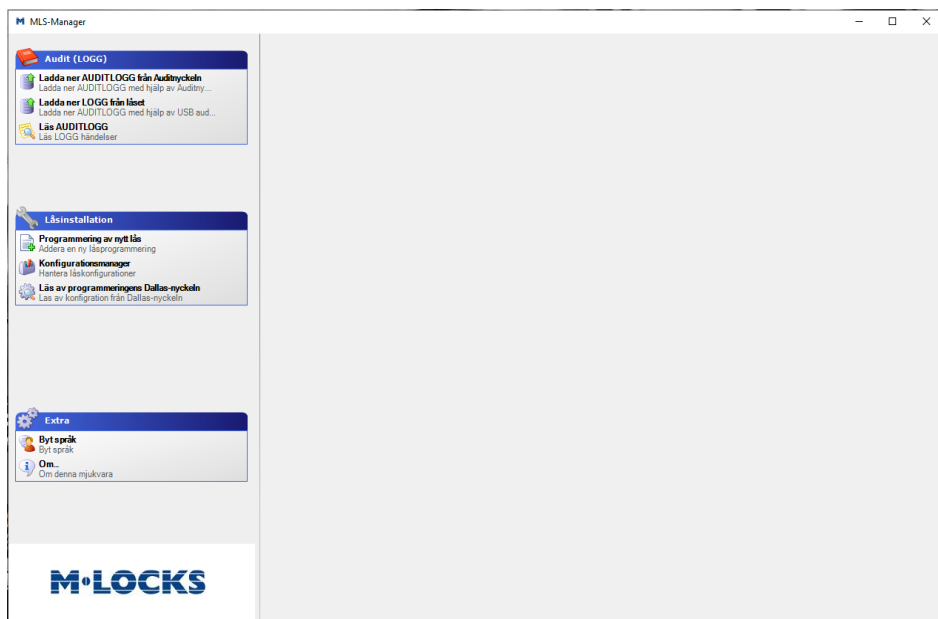 MLS-Manager
Audit (LOGG)
Ladda ner AUDITLOGG från Auditnyckeln
Ladda ner AUDITLOGG med hjälp av Auditny...
Ladda ner LOGG från låset
Ladda ner AUDITLOGG med hjälp av USB aud...
Läs AUDITLOGG
Läs LOGG händelser
Låsinstallation
Programmering av nytt lås
Addera en ny låsprogrammering
Konfigurationsmanager
Hantera låskonfigurationer
Läs av programmeringens Dallas-nyckeln
Las av konfigration från Dallas-nyckeln
Extra
Byt språk
Byt språk
Om..
Om denna mjukvara
M•LOCKS